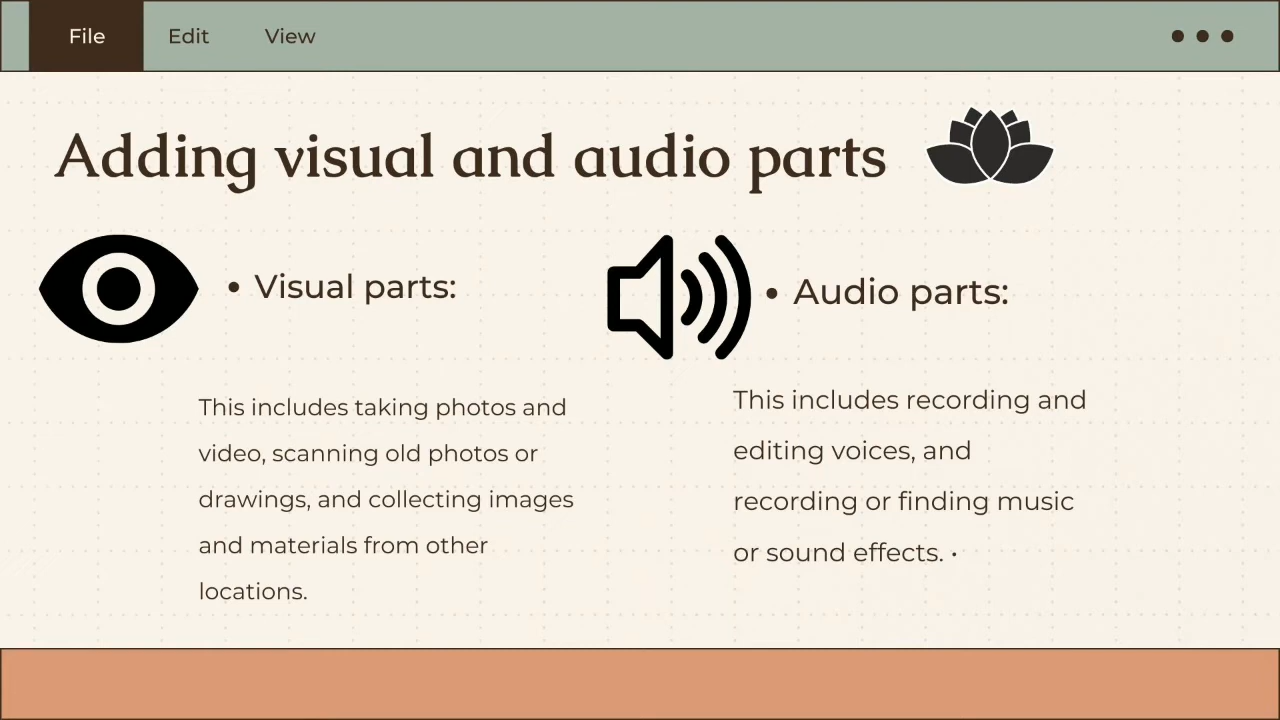 File Edit View
Adding visual and audio parts
• Visual parts:
This includes taking photos and
video, scanning old photos or
drawings, and collecting images
and materials from other
locations.
• Audio parts:
This includes recording and
editing voices, and
recording or finding music
or sound effects. •